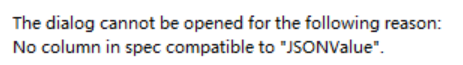 The dialog cannot be opened for the following reason:
No column in spec compatible to "JSONValue".